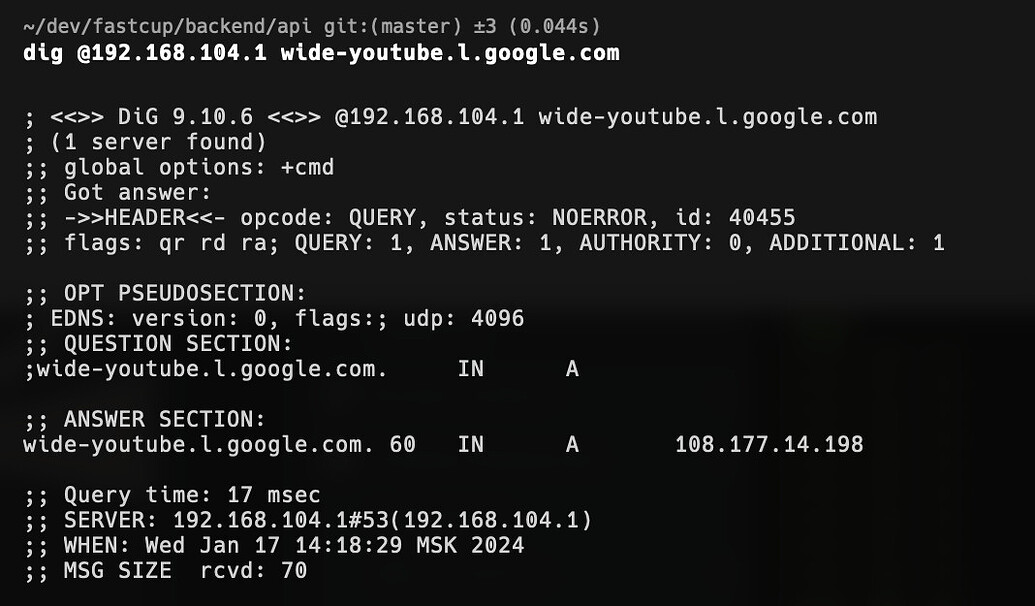 ~/dev/fastcup/backend/api git:(master) ±3 (0.044s)
dig @192.168.104.1 wide-youtube.l.google.com
; <<>> DiG 9.10.6 <<>> @192.168.104.1 wide-youtube.l.google.com
; (1 server found)
;; global options: +cmd
;; Got answer:
;; ->>HEADER<<- opcode: QUERY, status: NOERROR, id: 40455
;; flags: qr rd ra; QUERY: 1, ANSWER: 1, AUTHORITY: 0, ADDITIONAL: 1
;; OPT PSEUDOSECTION:
; EDNS: version: 0, flags:; udp: 4096
;; QUESTION SECTION:
;wide-youtube.l.google.com. IN A
;; ANSWER SECTION:
wide-youtube.l.google.com. 60 IN A 108.177.14.198
;; Query time: 17 msec
;; SERVER: 192.168.104.1#53(192.168.104.1)
;; WHEN: Wed Jan 17 14:18:29 MSK 2024
;; MSG SIZE  rcvd: 70